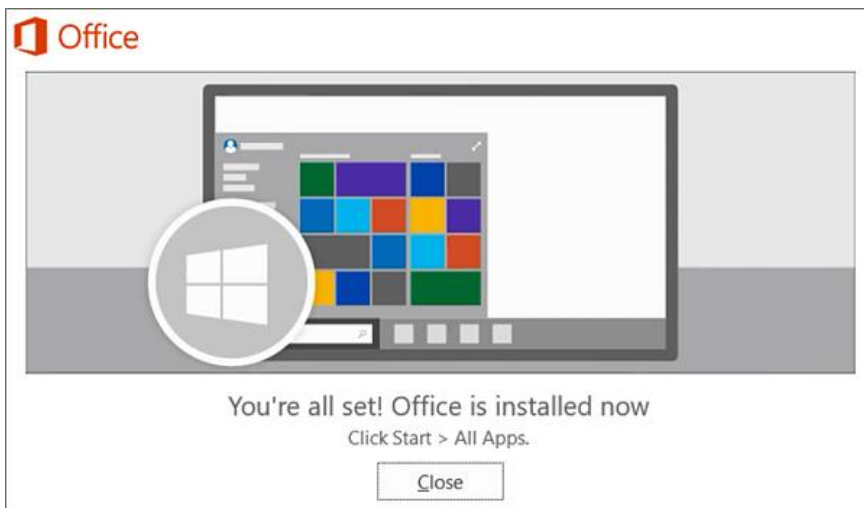 Office
You're all set! Office is installed now
Click Start > All Apps.
Close